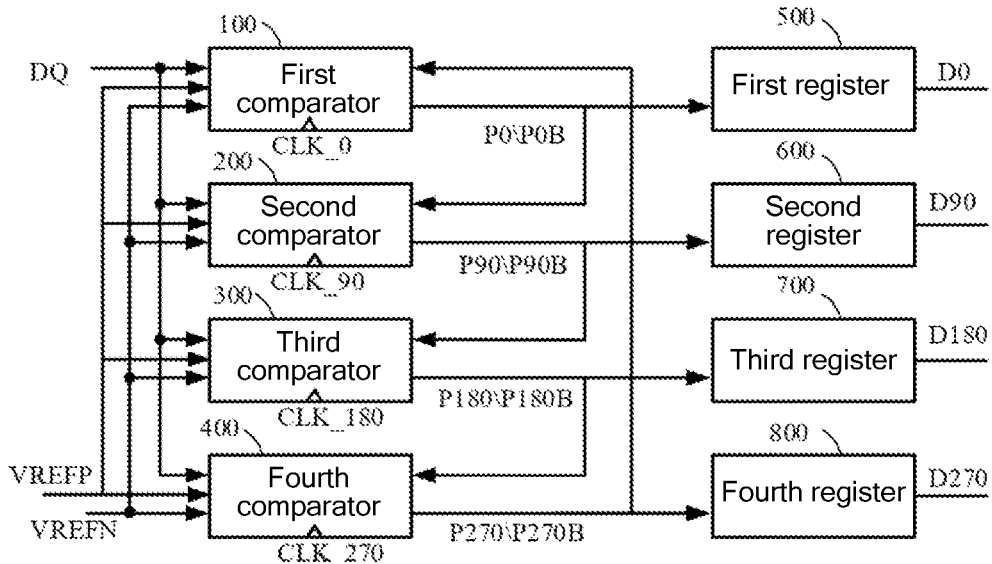 100
500
DQ
First comparator
First register
D0
CLK_0
P0\P0B
200
600
Second comparator
Second register
D90
CLK_90
P90\P90B
300
700
Third comparator
Third register
D180
CLK_180
P180\P180B
400
800
VREFP
Fourth comparator
Fourth register
D270
VREFN
CLK_270
P270\P270B